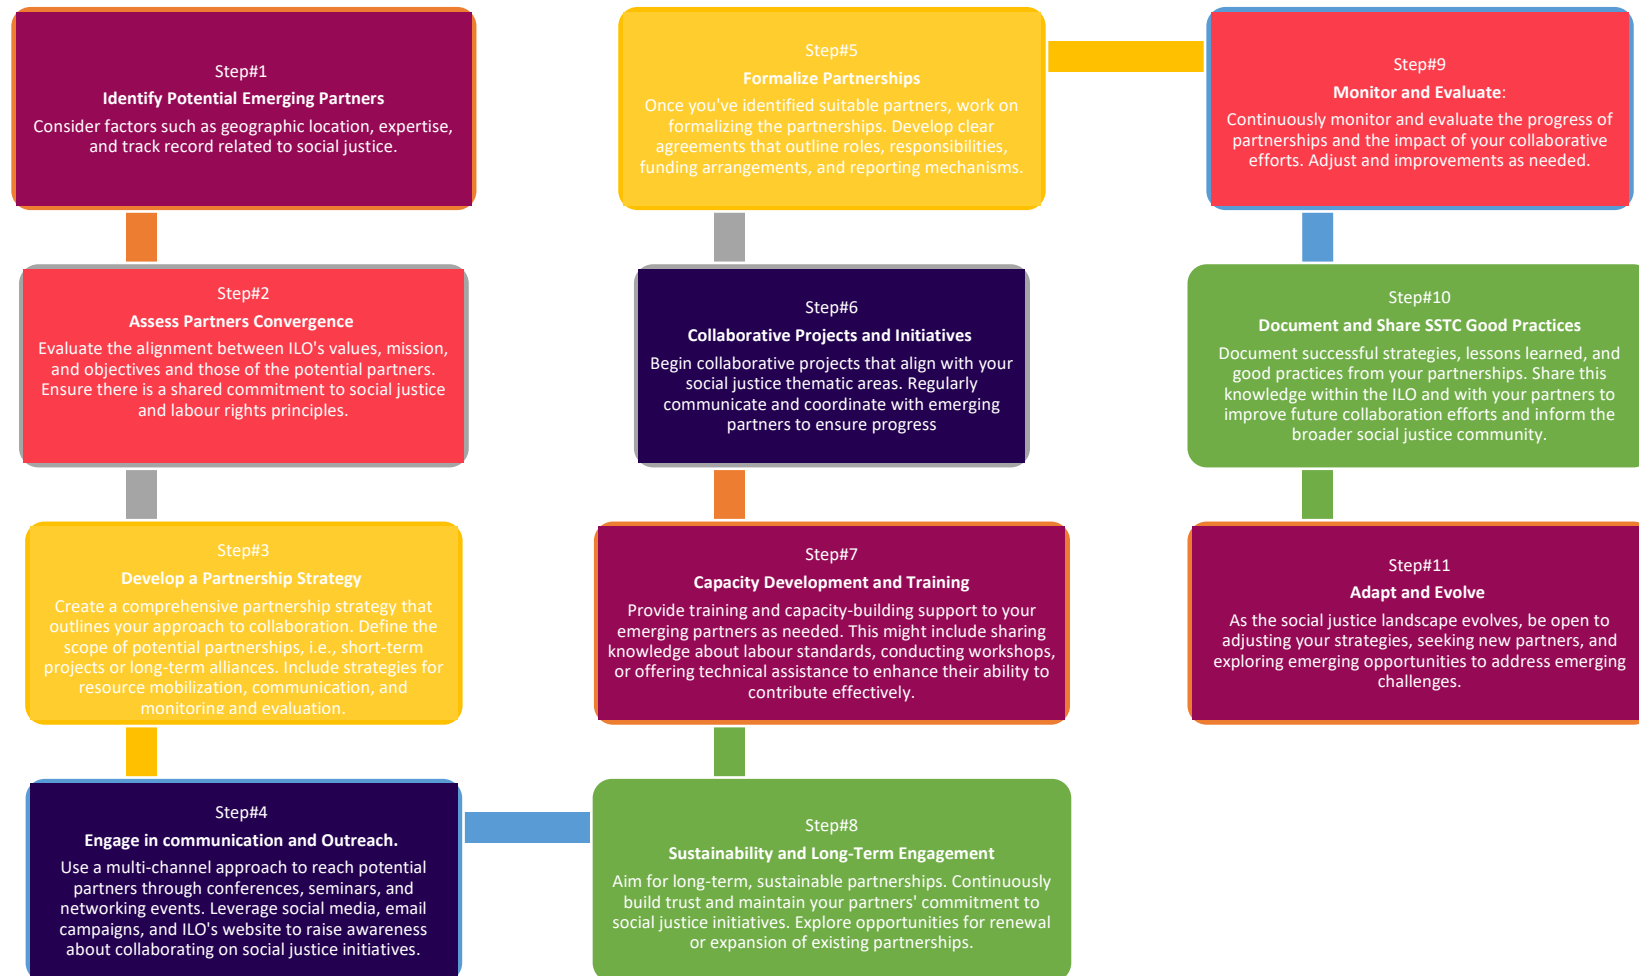 Step#1
Identify Potential Emerging Partners
Consider factors such as geographic location, expertise,
and track record related to social justice.
Step#2
Assess Partners Convergence
Evaluate the alignment between ILO's values, mission,
and objectives and those of the potential partners.
Ensure there is a shared commitment to social justice
and labour rights principles.
Step#3
Develop a Partnership Strategy
Create a comprehensive partnership strategy that
outlines your approach to collaboration. Define the
scope of potential partnerships, i.e., short-term
projects or long-term alliances. Include strategies for
resource mobilization, communication, and
monitoring and evaluation.
Step#4
Engage in communication and Outreach.
Use a multi-channel approach to reach potential
partners through conferences, seminars, and
networking events. Leverage social media, email
campaigns, and ILO's website to raise awareness
about collaborating on social justice initiatives.
Step#5
Formalize Partnerships
Once you've identified suitable partners, work on
formalizing the partnerships. Develop clear
agreements that outline roles, responsibilities,
funding arrangements, and reporting mechanisms.
Step#6
Collaborative Projects and Initiatives
Begin collaborative projects that align with your
social justice thematic areas. Regularly
communicate and coordinate with emerging
partners to ensure progress
Step#7
Capacity Development and Training
Provide training and capacity-building support to your
emerging partners as needed. This might include sharing
knowledge about labour standards, conducting workshops,
or offering technical assistance to enhance their ability to
contribute effectively.
Step#8
Sustainability and Long-Term Engagement
Aim for long-term, sustainable partnerships. Continuously
build trust and maintain your partners' commitment to
social justice initiatives. Explore opportunities for renewal
or expansion of existing partnerships.
Step#9
Monitor and Evaluate:
Continuously monitor and evaluate the progress of
partnerships and the impact of your collaborative
efforts. Adjust and improvements as needed.
Step#10
Document and Share SSTC Good Practices
Document successful strategies, lessons learned, and
good practices from your partnerships. Share this
knowledge within the ILO and with your partners to
improve future collaboration efforts and inform the
broader social justice community.
Step#11
Adapt and Evolve
As the social justice landscape evolves, be open to
adjusting your strategies, seeking new partners, and
exploring emerging opportunities to address emerging
challenges.